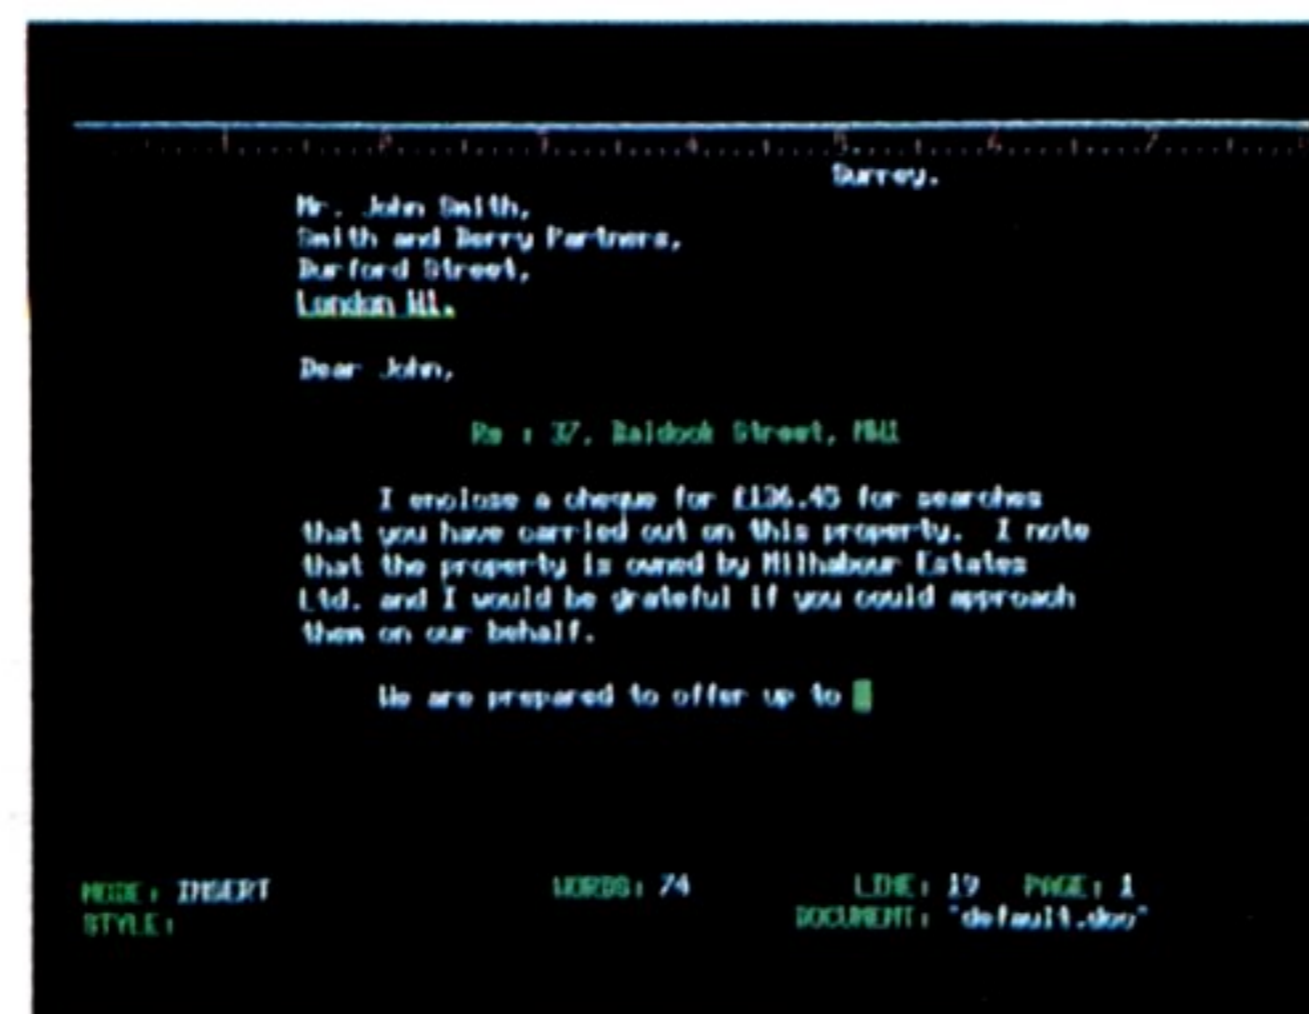 Surrey.
Mr. John Smith,
Smith and Berry Partners,
Burford Street,
London W1.
Dear John,
Re : 37, Baldock Street, NW1
I enclose a cheque for £136.45 for searches
that you have carried out on this property. I note
that the property is owned by Milhabour Estates
Ltd. and I would be grateful if you could approach
them on our behalf.
We are prepared to offer up to
MODE: INSERT WORDS: 74 LINE: 19 PAGE: 1
STYLE: DOCUMENT: "default.doc"